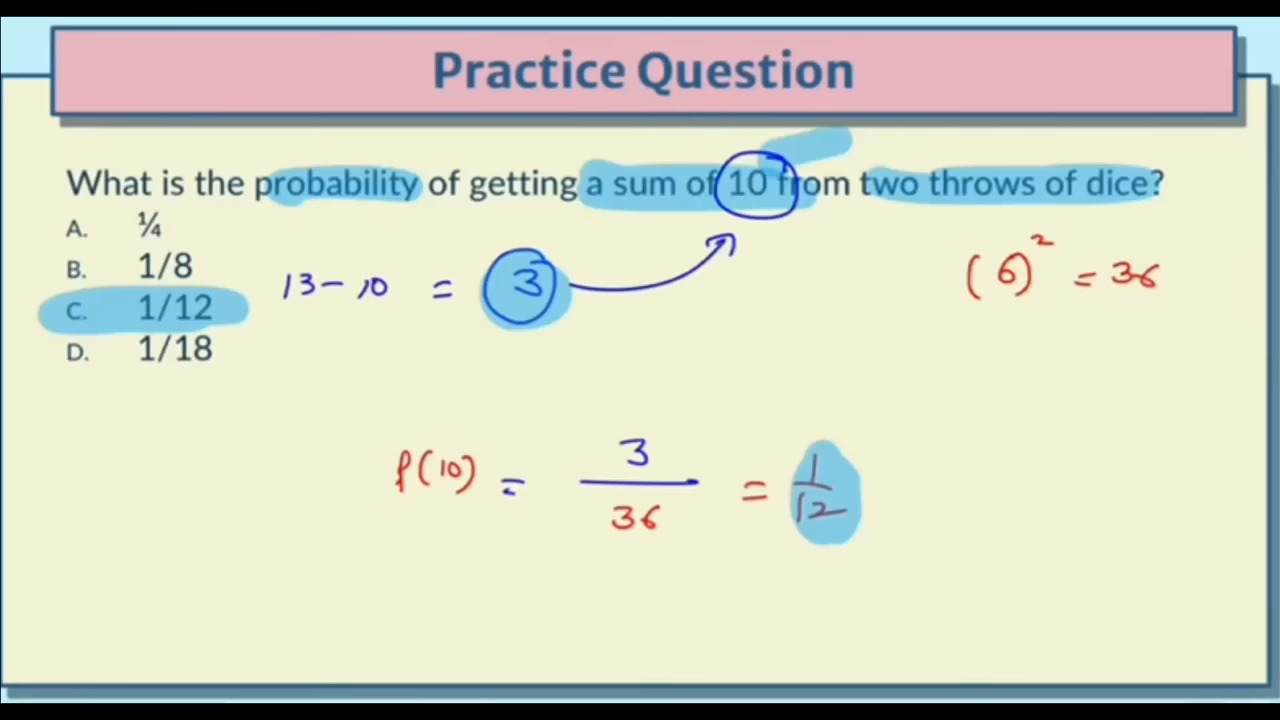 Practice Question
What is the probability of getting a sum of 10 from two throws of dice?
A. ¼
B. 1/8
C. 1/12
D. 1/18
13 - 10 = 3
(6)² = 36
P(10) = 3/36 = 1/12